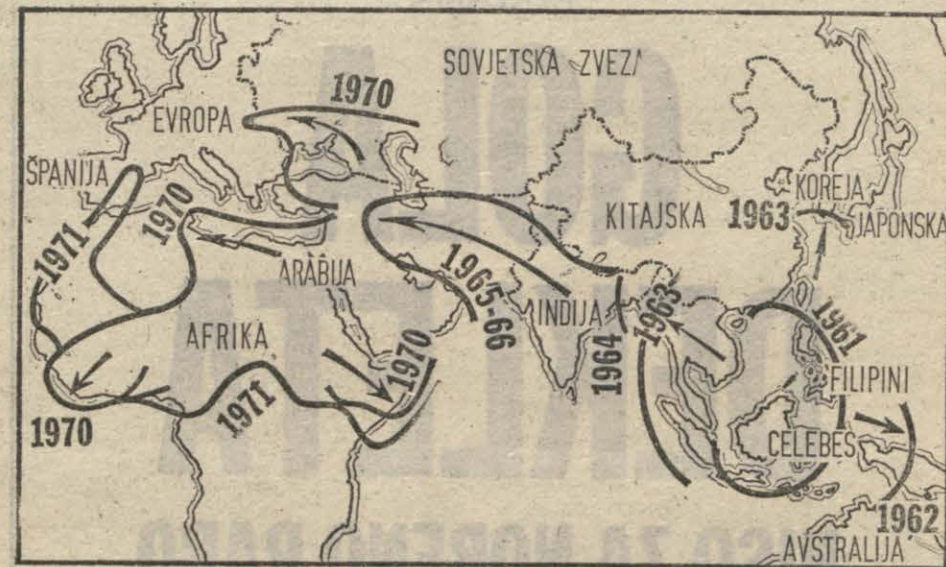 SOVJETSKA ZVEZA
1970
EVROPA
ŠPANIJA
1970
1971
KOREJA
KITAJSKA
1963
JAPONSKA
ARABIJA
1965-66
INDIJA
1963
1964
1961
AFRIKA
1970
1971
FILIPINI
1970
CELEBES
1962
AVSTRALIJA